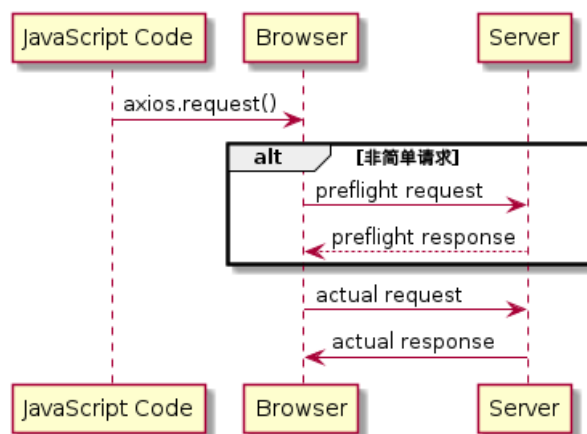 JavaScript Code Browser Server
axios.request()
alt [非简单请求]
preflight request
preflight response
actual request
actual response
JavaScript Code Browser Server